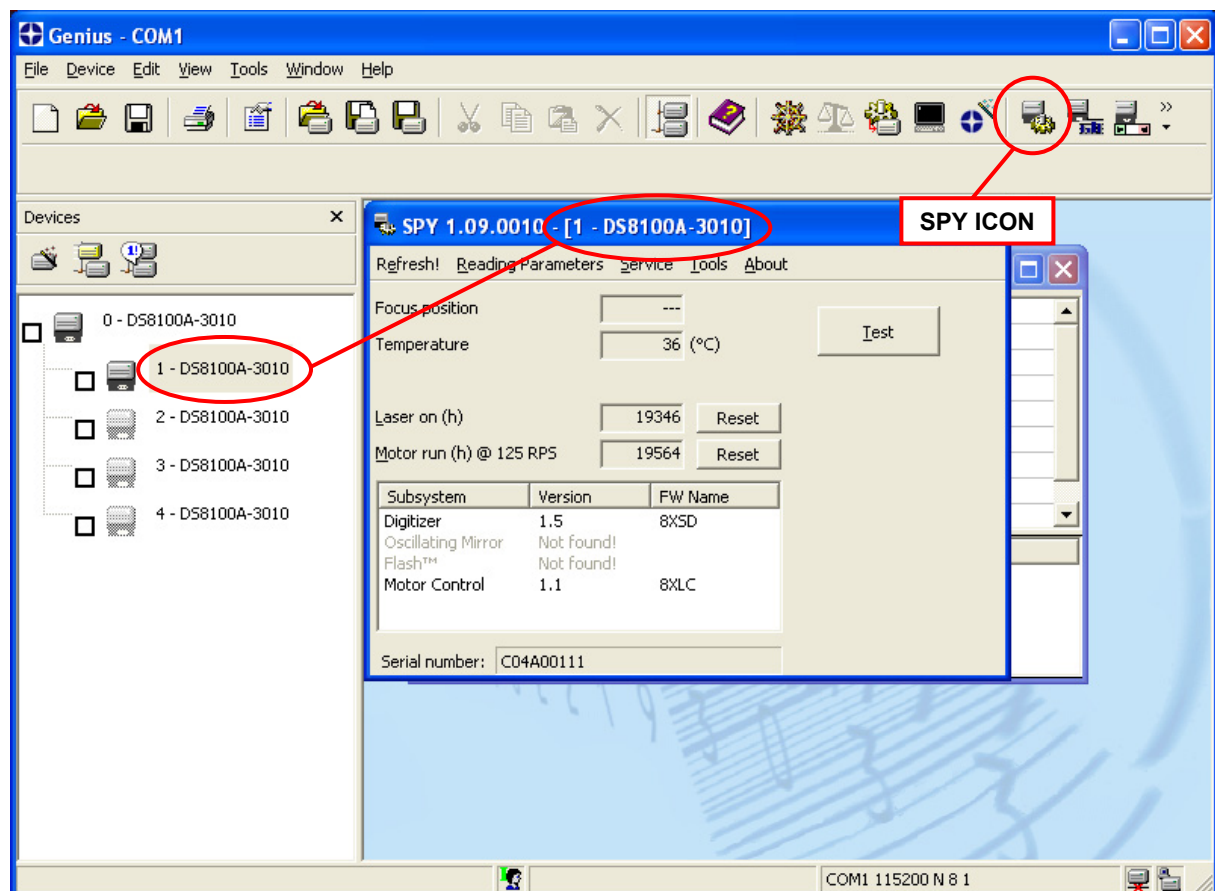 Genius - COM1
File Device Edit View Tools Window Help
SPY ICON
Devices x
0 - DS8100A-3010
1 - DS8100A-3010
2 - DS8100A-3010
3 - DS8100A-3010
4 - DS8100A-3010
SPY 1.09.0010 - [1 - DS8100A-3010]
Refresh! Reading Parameters Service Tools About
Focus position ---
Test
Temperature 36 (°C)
Laser on (h) 19346 Reset
Motor run (h) @ 125 RPS 19564 Reset
Subsystem Version FW Name
Digitizer 1.5 8XSD
Oscillating Mirror Not found!
Flash™ Not found!
Motor Control 1.1 8XLC
Serial number: C04A00111
COM1 115200 N 8 1